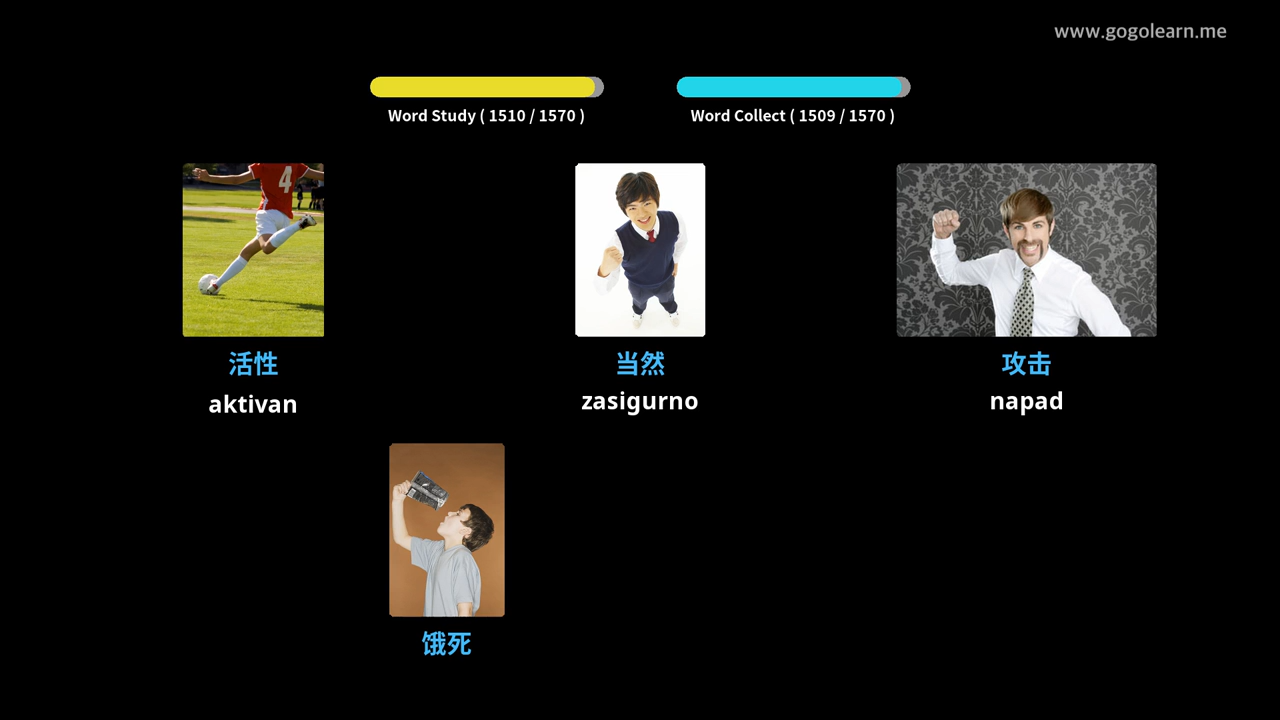 www.gogolearn.me
Word Study ( 1510 / 1570 )
Word Collect ( 1509 / 1570 )
4
活性
当然
攻击
aktivan
zasigurno
napad
饿死